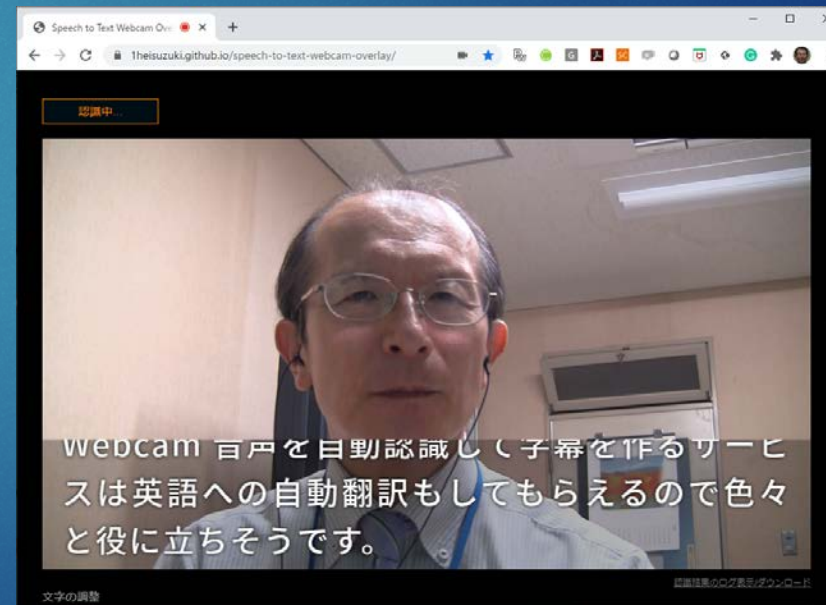 Speech to Text Webcam Ove
1heisuzuki.github.io/speech-to-text-webcam-overlay/
認識中...
Webcam 音声を自動認識して字幕を作るサービ
スは英語への自動翻訳もしてもらえるので色々
と役に立ちそうです。
認識結果のログ表示/ダウンロード
文字の調整